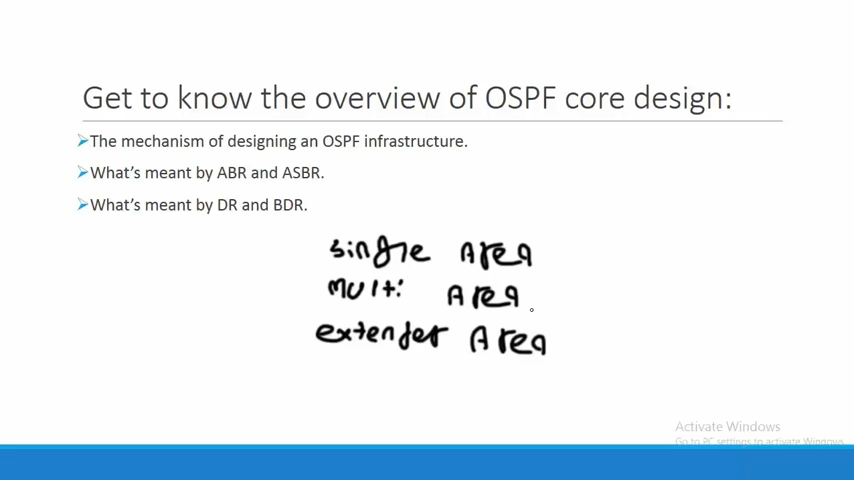 Get to know the overview of OSPF core design:
The mechanism of designing an OSPF infrastructure.
What's meant by ABR and ASBR.
What's meant by DR and BDR.
single Area
multi Area
extender Area
Activate Windows
Go to PC settings to activate Windows.